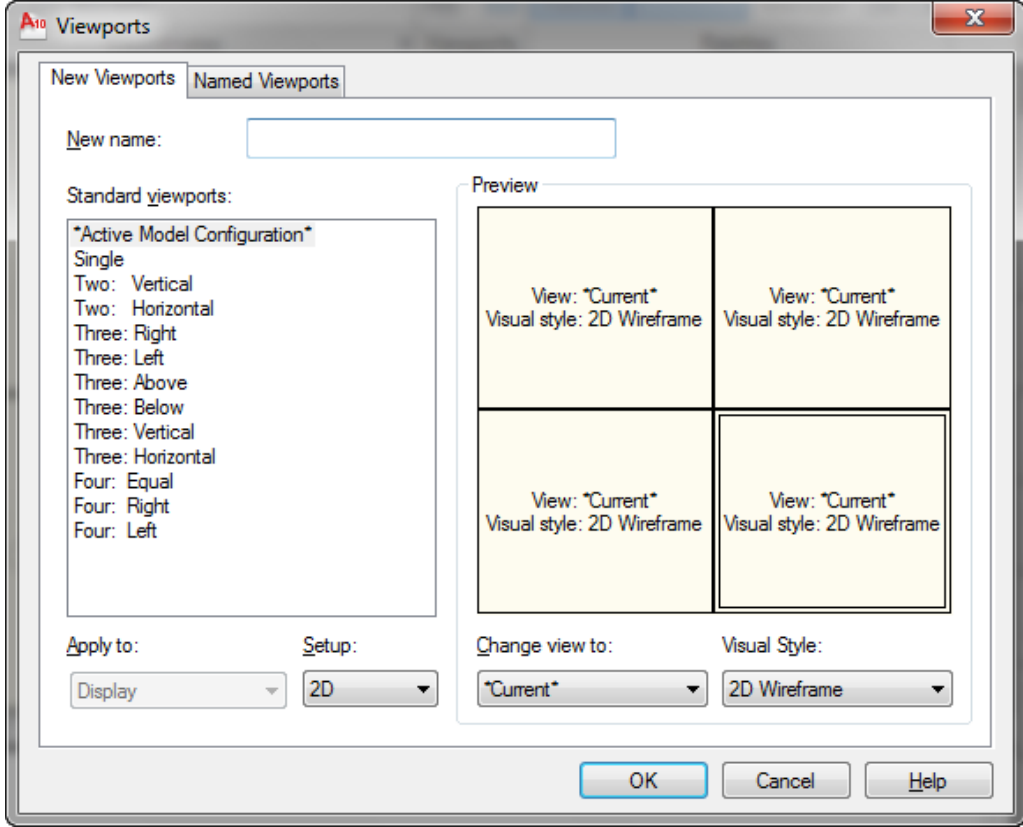 A10 Viewports
New Viewports Named Viewports
New name:
Standard viewports:
*Active Model Configuration*
Single
Two: Vertical
Two: Horizontal
Three: Right
Three: Left
Three: Above
Three: Below
Three: Vertical
Three: Horizontal
Four: Equal
Four: Right
Four: Left
Apply to: Setup:
Display 2D
Preview
View: *Current*
Visual style: 2D Wireframe
View: *Current*
Visual style: 2D Wireframe
View: *Current*
Visual style: 2D Wireframe
View: *Current*
Visual style: 2D Wireframe
Change view to: Visual Style:
*Current* 2D Wireframe
OK Cancel Help